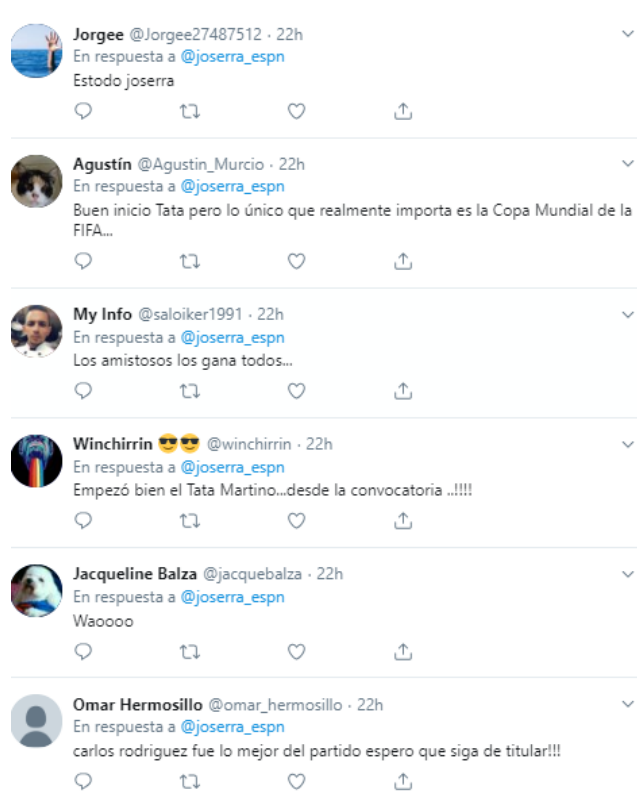 Jorgee @Jorgee27487512 · 22h
En respuesta a @joserra_espn
Estodo joserra
Agustín @Agustin_Murcio · 22h
En respuesta a @joserra_espn
Buen inicio Tata pero lo único que realmente importa es la Copa Mundial de la
FIFA...
My Info @saloiker1991 · 22h
En respuesta a @joserra_espn
Los amistosos los gana todos...
Winchirrin 😎😎 @winchirrin · 22h
En respuesta a @joserra_espn
Empezó bien el Tata Martino...desde la convocatoria ..!!!!
Jacqueline Balza @jacquebalza · 22h
En respuesta a @joserra_espn
Waoooo
Omar Hermosillo @omar_hermosillo · 22h
En respuesta a @joserra_espn
carlos rodriguez fue lo mejor del partido espero que siga de titular!!!